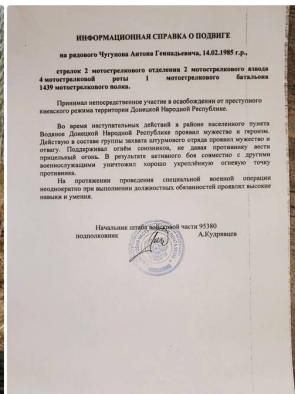 ИНФОРМАЦИОННАЯ СПРАВКА О ПОДВИГЕ
на рядового Чугунова Антона Геннадьевича, 14.02.1985 г.р.,
стрелок 2 мотострелкового отделения 2 мотострелкового взвода
4 мотострелковой роты 1 мотострелкового батальона
1439 мотострелкового полка.
Принимал непосредственное участие в освобождении от преступного
киевского режима территории Донецкой Народной Республике.
Во время наступательных действий в районе населенного пункта
Водяное Донецкой Народной Республике проявил мужество и героизм.
Действую в составе группы захвата штурмового отряда проявил мужество и
отвагу. Поддерживал огнём союзников, не давая противнику вести
прицельный огонь. В результате активного боя совместно с другими
военнослужащими уничтожил хорошо укреплённую огневую точку
противника.
На протяжении проведения специальной военной операции
неоднократно при выполнении должностных обязанностей проявлял высокие
навыки и умения.
Начальник штаба войсковой части 95380
подполковник А.Кудрявцев